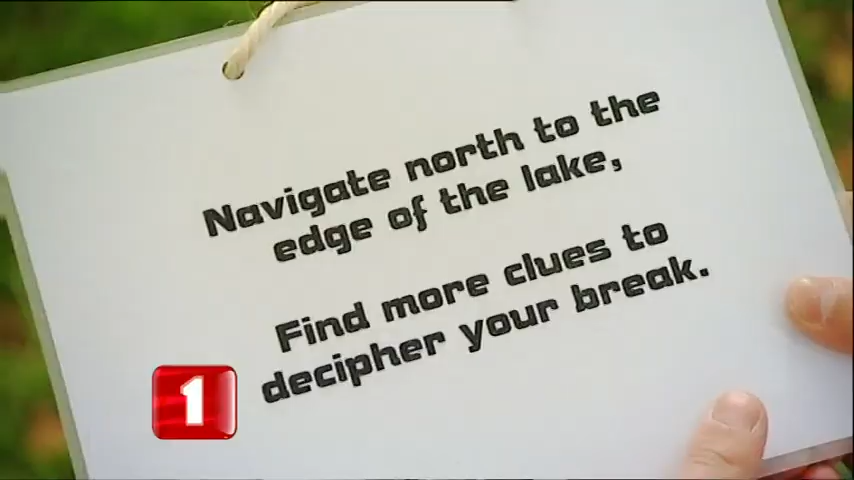 Navigate north to the
edge of the lake,
Find more clues to
decipher your break.
1